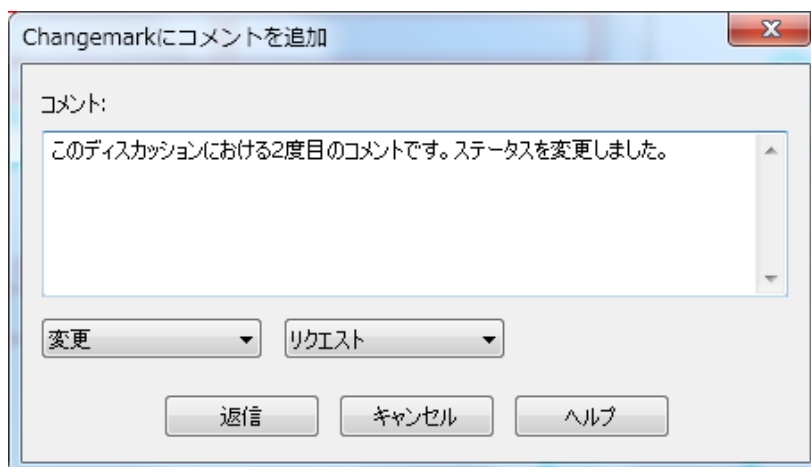 Changemarkにコメントを追加
コメント:
このディスカッションにおける2度目のコメントです。ステータスを変更しました。
変更 リクエスト
返信 キャンセル ヘルプ